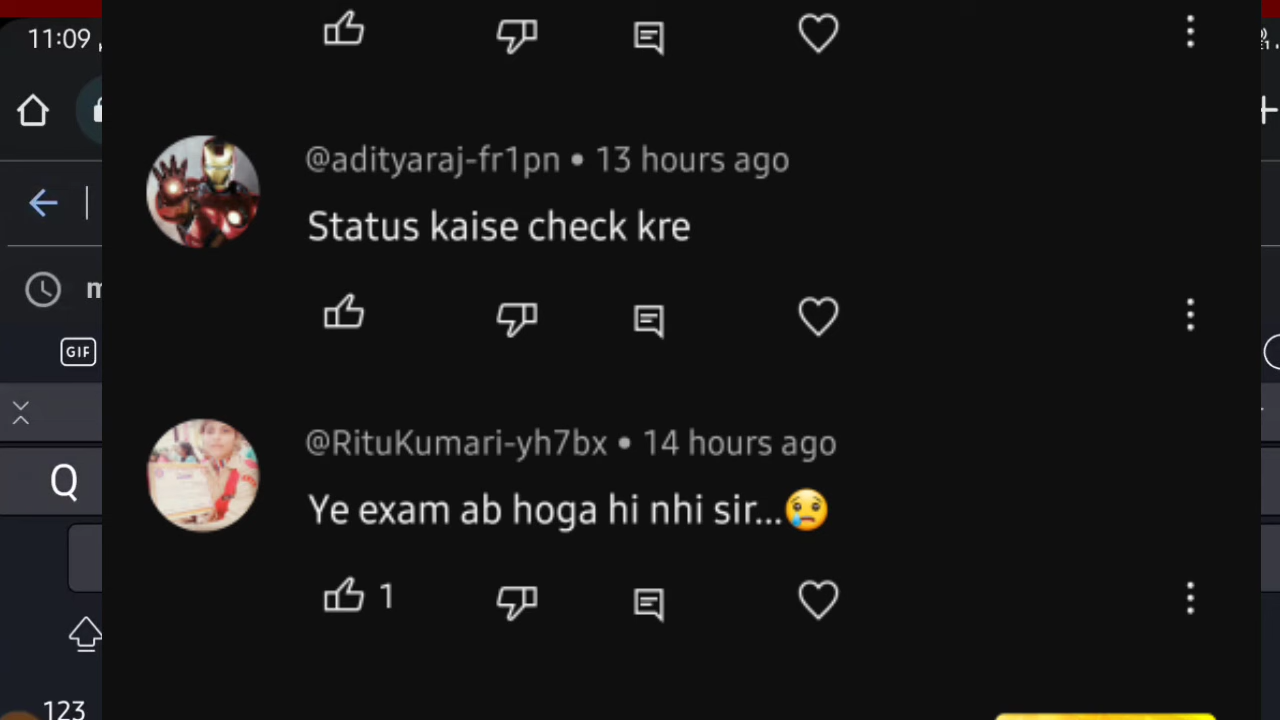 11:09
@adityaraj-fr1pn • 13 hours ago
Status kaise check kre
GIF
@RituKumari-yh7bx • 14 hours ago
Q
Ye exam ab hoga hi nhi sir...😢
1
123